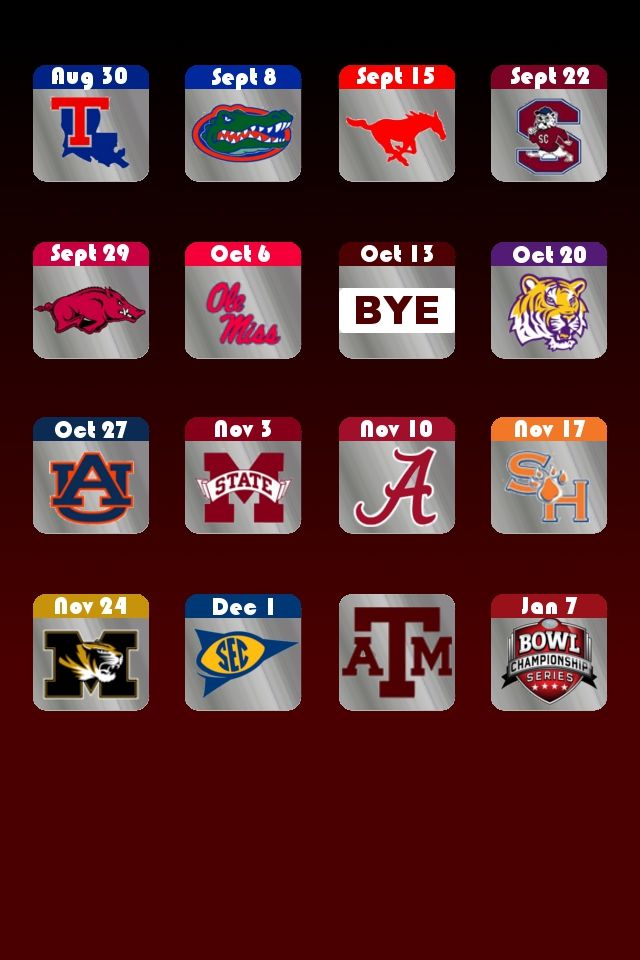 Aug 30
T
Sept 8
Sept 15
Sept 22
S
SC
Sept 29
Oct 6
Ole
Miss
Oct 13
BYE
Oct 20
Oct 27
AU
Nov 3
M
STATE
Nov 10
A
Nov 17
SH
Nov 24
M
Dec 1
SEC
ATM
Jan 7
BOWL
CHAMPIONSHIP
SERIES